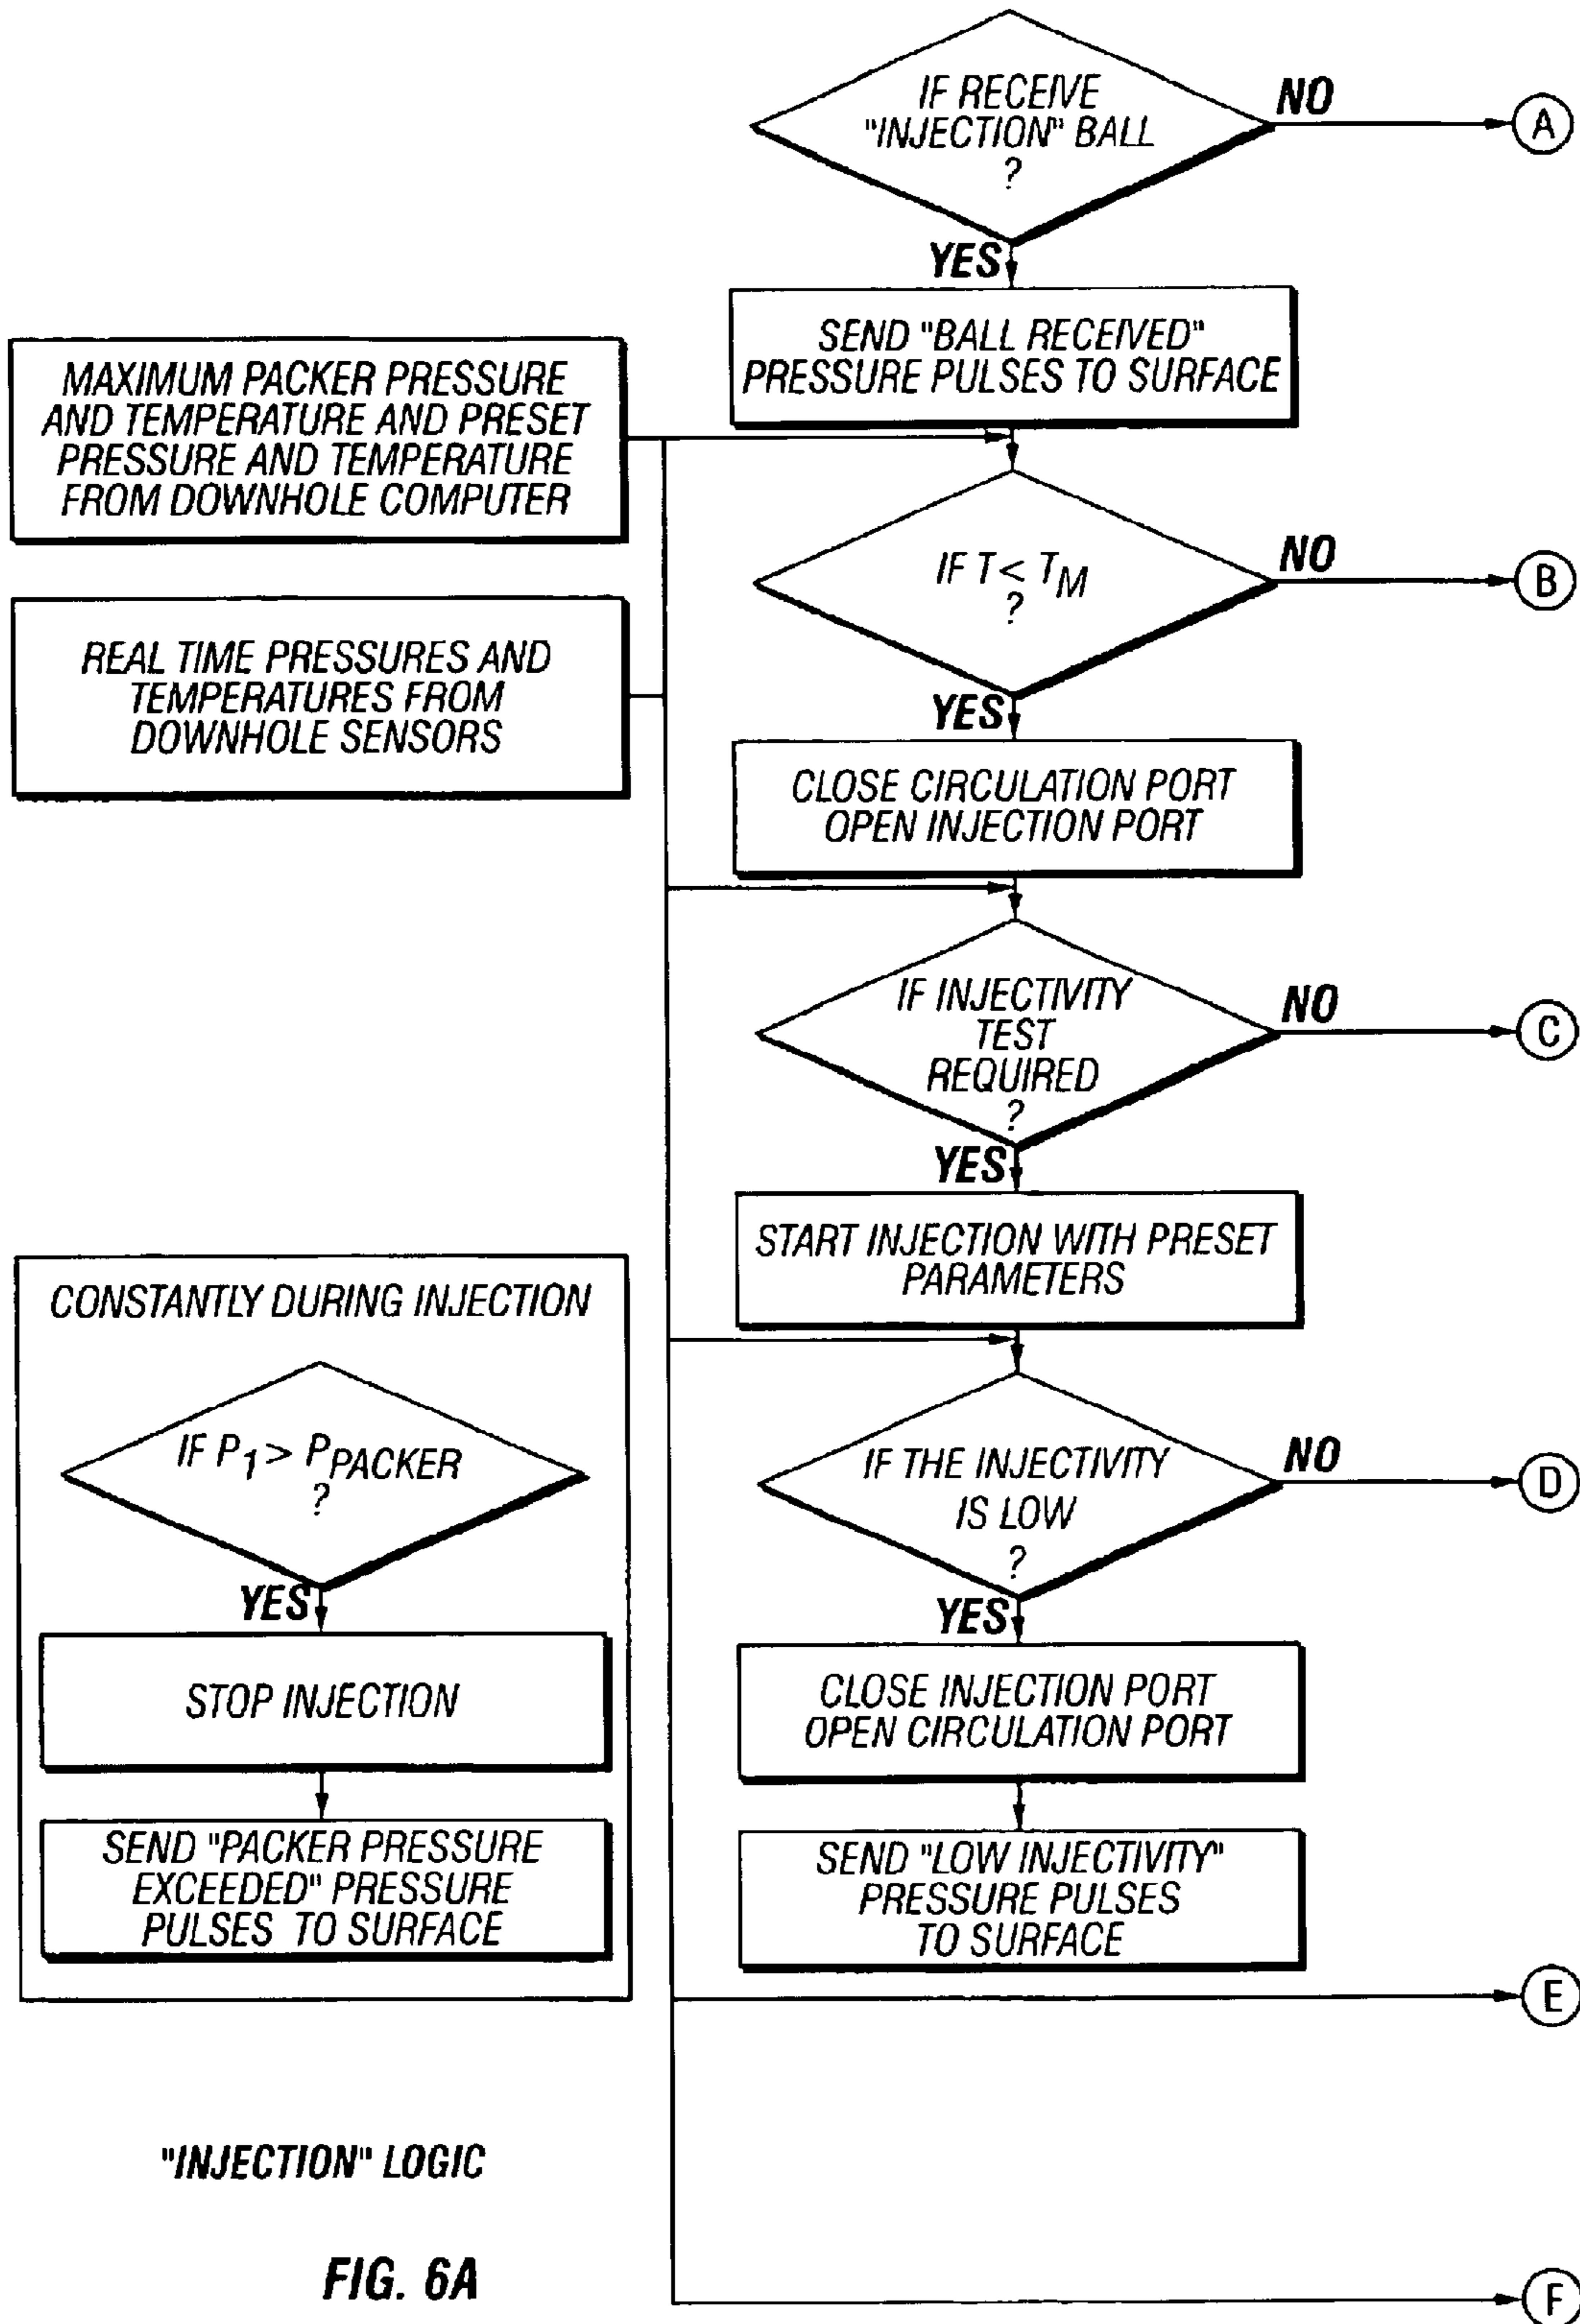 IF RECEIVE
"INJECTION" BALL
?
NO
A
YES
SEND "BALL RECEIVED"
PRESSURE PULSES TO SURFACE
MAXIMUM PACKER PRESSURE
AND TEMPERATURE AND PRESET
PRESSURE AND TEMPERATURE
FROM DOWNHOLE COMPUTER
REAL TIME PRESSURES AND
TEMPERATURES FROM
DOWNHOLE SENSORS
IF T < TM
?
NO
B
YES
CLOSE CIRCULATION PORT
OPEN INJECTION PORT
IF INJECTIVITY
TEST
REQUIRED
?
NO
C
YES
START INJECTION WITH PRESET
PARAMETERS
IF THE INJECTIVITY
IS LOW
?
NO
D
YES
CLOSE INJECTION PORT
OPEN CIRCULATION PORT
SEND "LOW INJECTIVITY"
PRESSURE PULSES
TO SURFACE
CONSTANTLY DURING INJECTION
IF P1 > PPACKER
?
YES
STOP INJECTION
SEND "PACKER PRESSURE
EXCEEDED" PRESSURE
PULSES TO SURFACE
E
F
"INJECTION" LOGIC
FIG. 6A